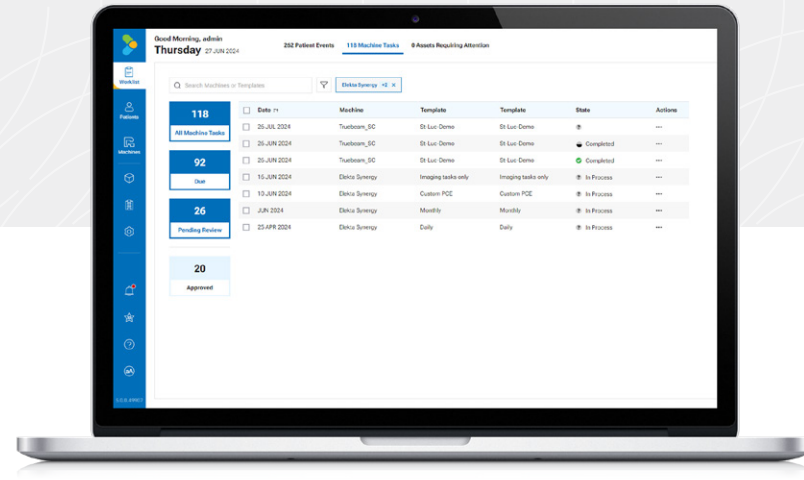 Good Morning, admin
Thursday 27 JUN 2024
252 Patient Events 118 Machine Tasks 0 Assets Requiring Attention
Worklist
Patients
Machines
Search Machines or Templates
Elekta Synergy +2 ×
118
All Machine Tasks
92
Due
26
Pending Review
20
Approved
Date Machine Template Template State Actions
26 JUL 2024 Truebeam_SC St-Luc-Demo St-Luc-Demo ...
26 JUN 2024 Truebeam_SC St-Luc-Demo St-Luc-Demo Completed ...
26 JUN 2024 Truebeam_SC St-Luc-Demo St-Luc-Demo Completed ...
16 JUN 2024 Elekta Synergy Imaging tasks only Imaging tasks only In Process ...
10 JUN 2024 Elekta Synergy Custom PCE Custom PCE In Process ...
JUN 2024 Elekta Synergy Monthly Monthly In Process ...
25 APR 2024 Elekta Synergy Daily Daily In Process ...